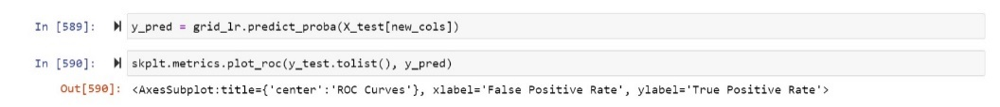 In [589]: y_pred = grid_lr.predict_proba(X_test[new_cols])
In [590]: skplt.metrics.plot_roc(y_test.tolist(), y_pred)
Out[590]: <AxesSubplot:title={'center':'ROC Curves'}, xlabel='False Positive Rate', ylabel='True Positive Rate'>